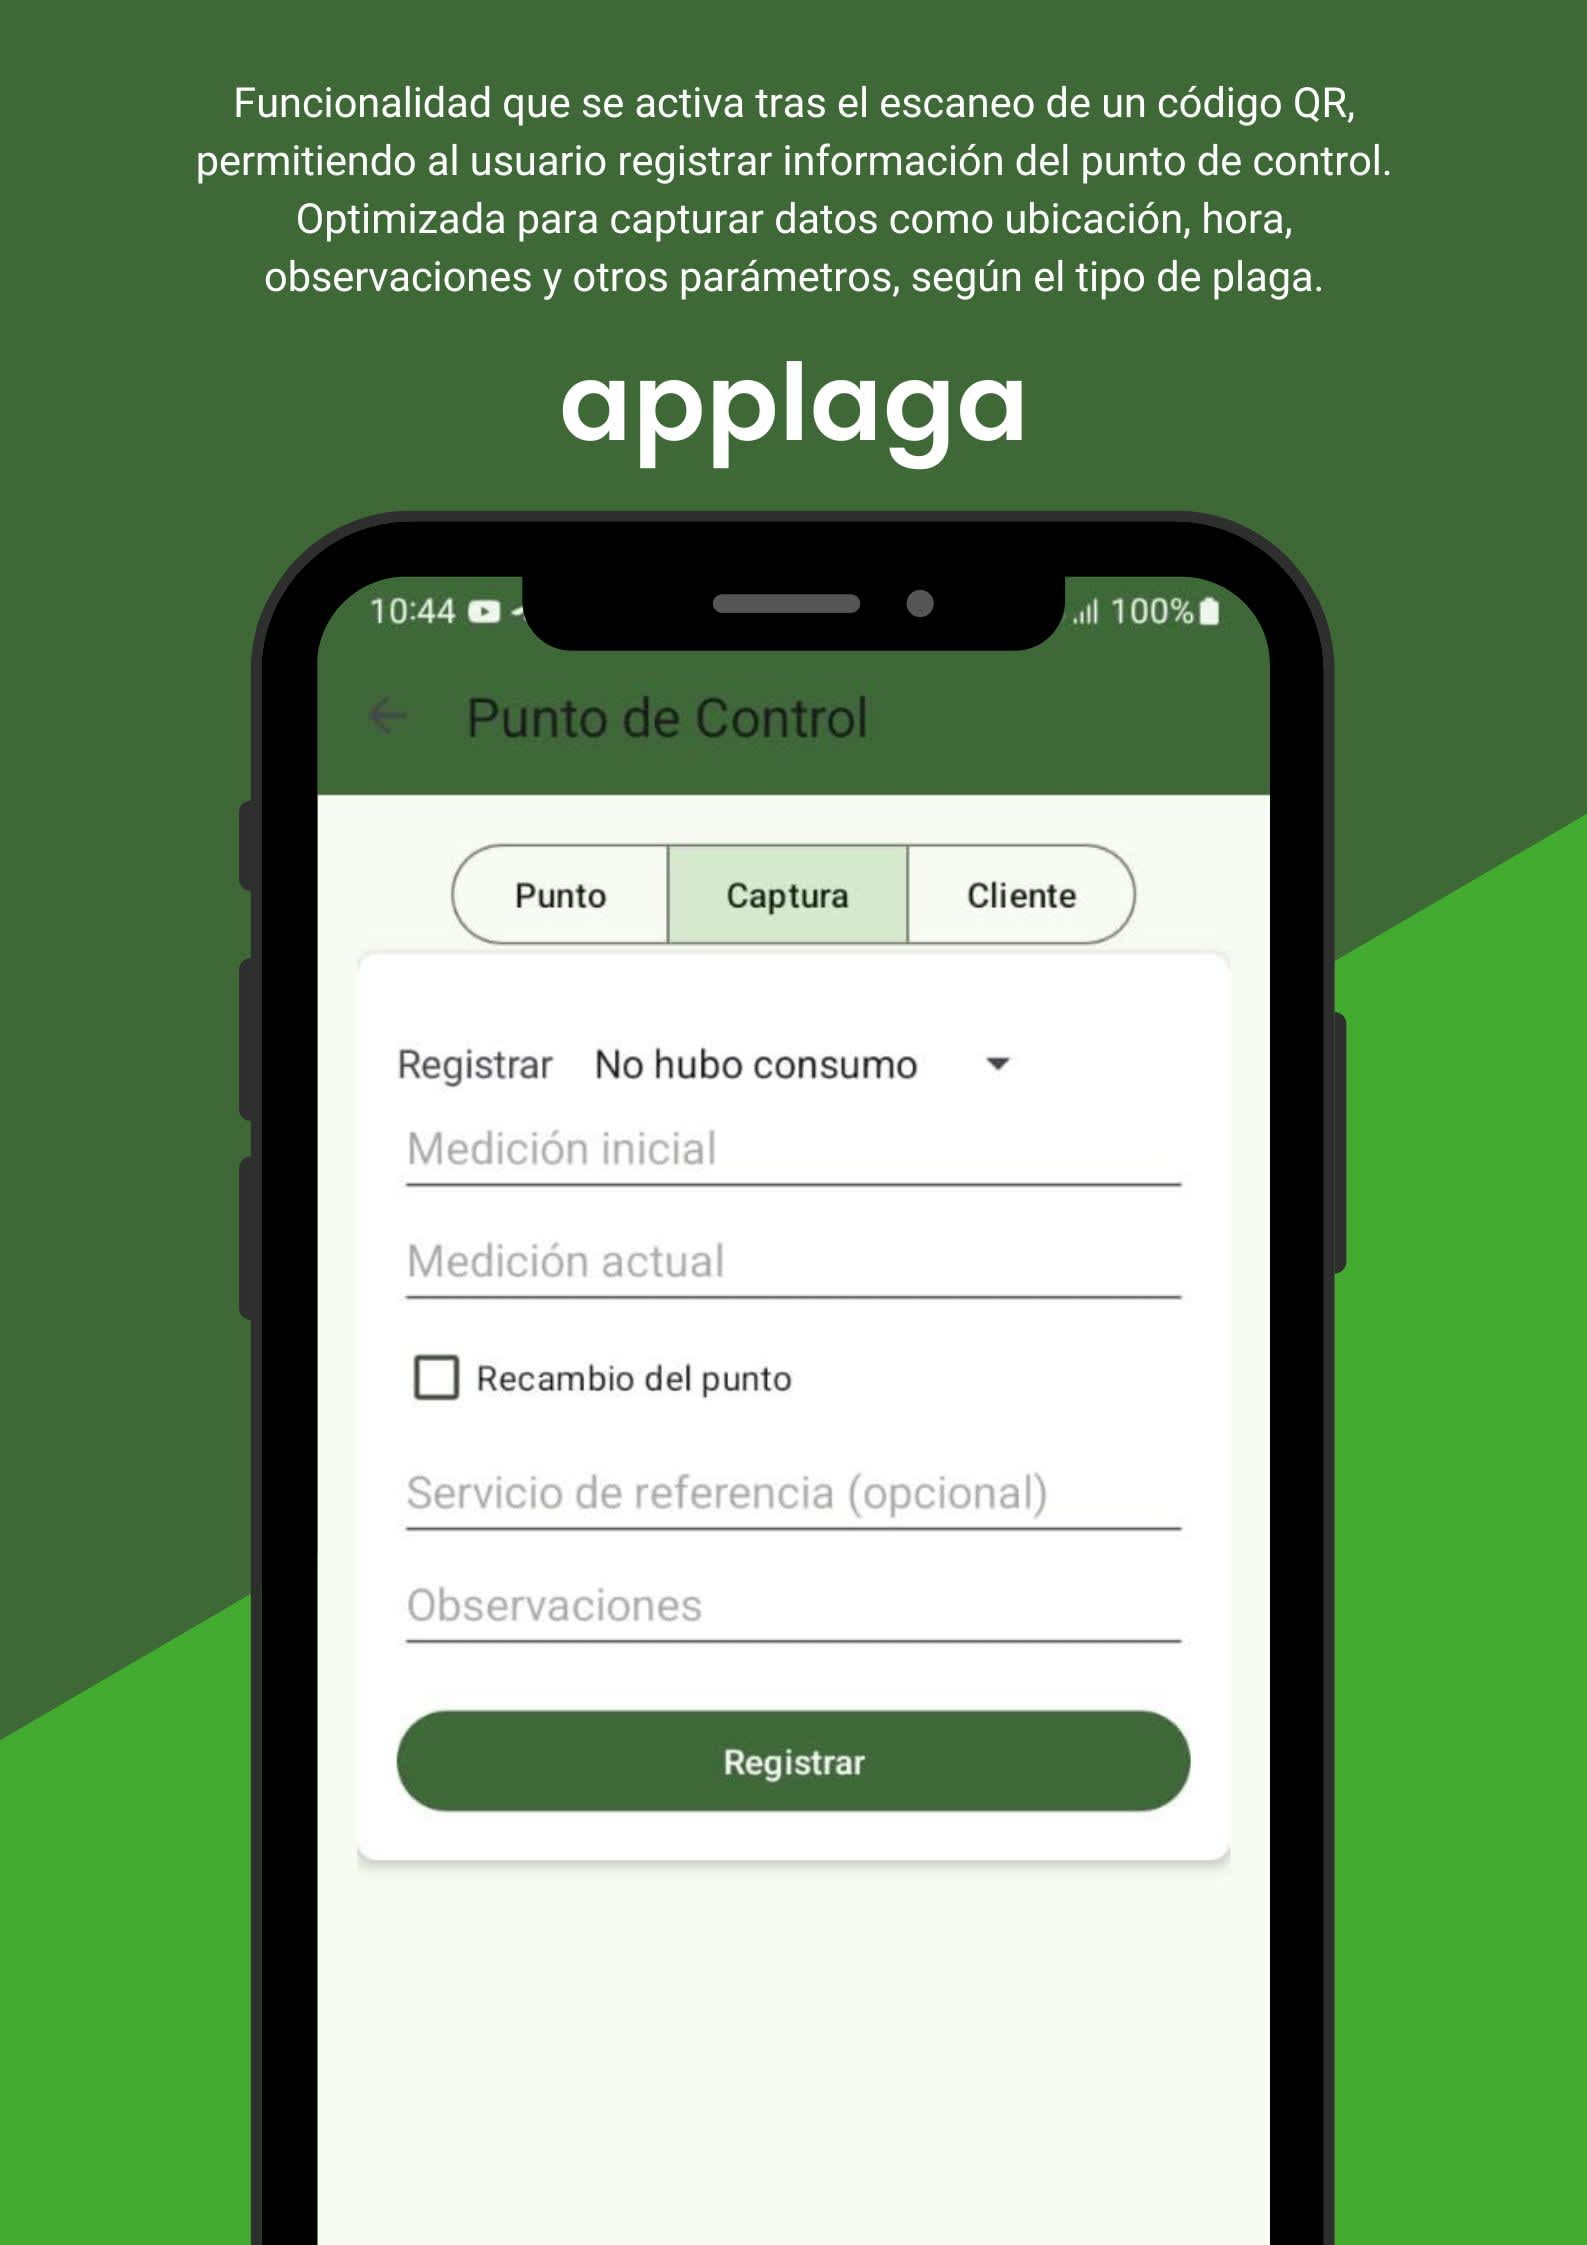 Funcionalidad que se activa tras el escaneo de un código QR,
permitiendo al usuario registrar información del punto de control.
Optimizada para capturar datos como ubicación, hora,
observaciones y otros parámetros, según el tipo de plaga.
applaga
10:44 100%
Punto de Control
Punto Captura Cliente
Registrar No hubo consumo
Medición inicial
Medición actual
Recambio del punto
Servicio de referencia (opcional)
Observaciones
Registrar